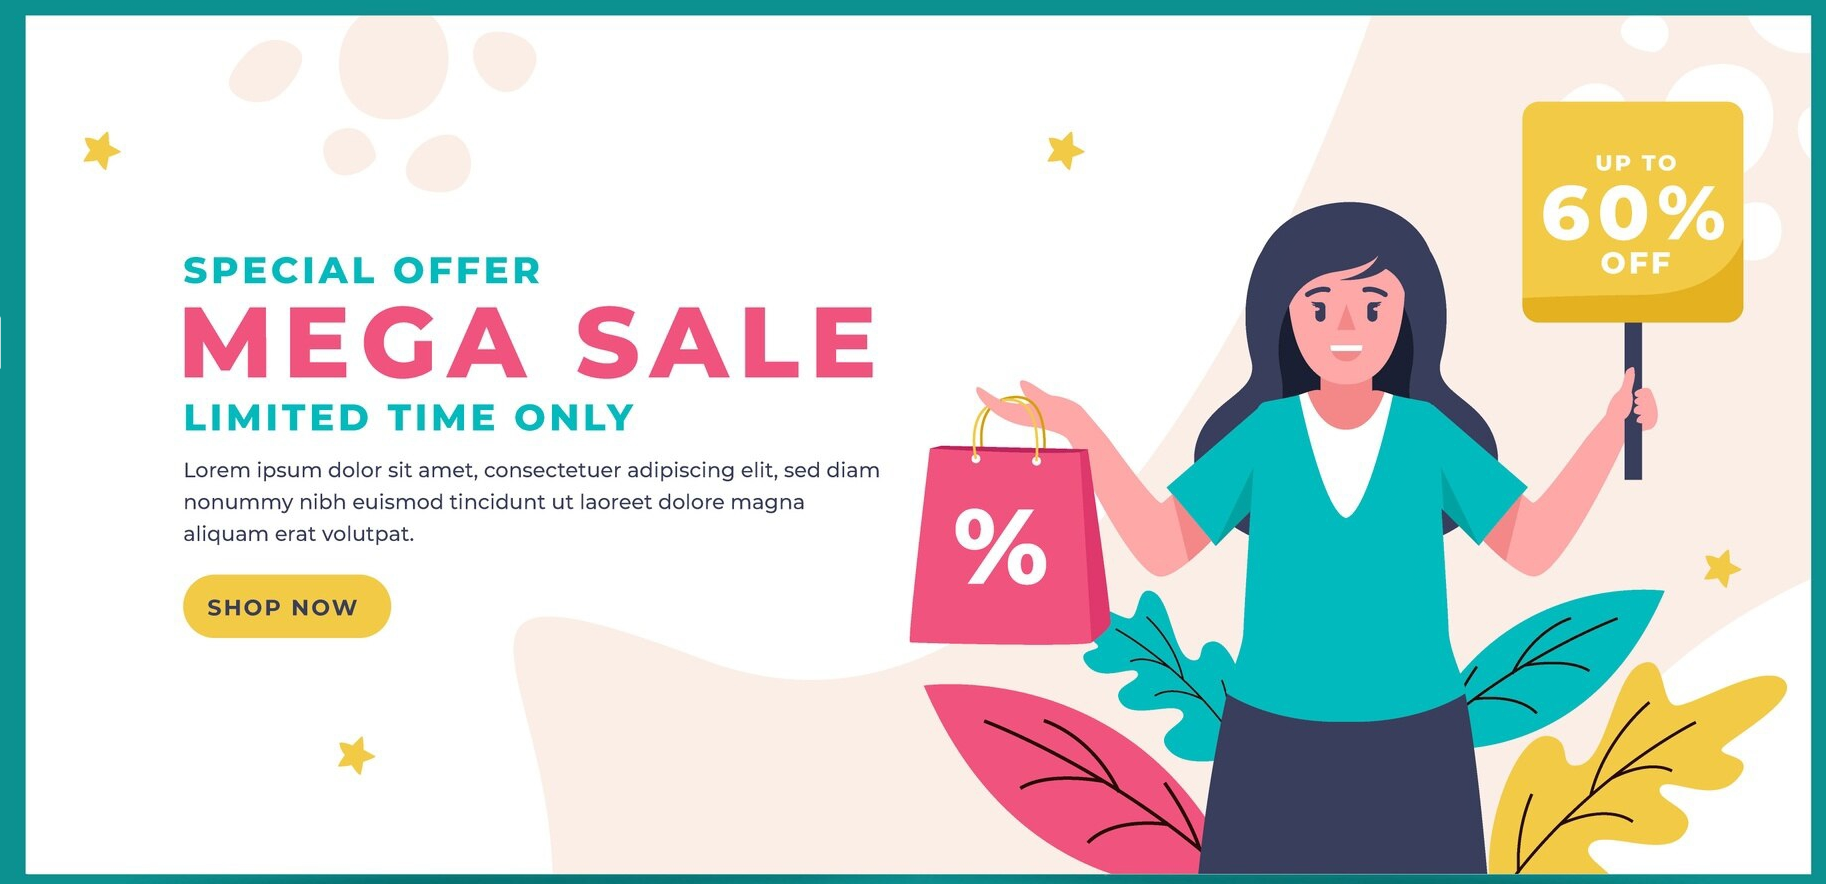 SPECIAL OFFER
MEGA SALE
LIMITED TIME ONLY
Lorem ipsum dolor sit amet, consectetuer adipiscing elit, sed diam
nonummy nibh euismod tincidunt ut laoreet dolore magna
aliquam erat volutpat.
SHOP NOW
%
UP TO
60%
OFF